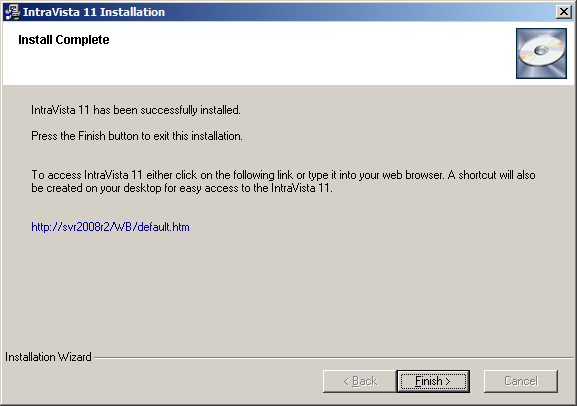 IntraVista 11 Installation
Install Complete
IntraVista 11 has been successfully installed.
Press the Finish button to exit this installation.
To access IntraVista 11 either click on the following link or type it into your web browser. A shortcut will also
be created on your desktop for easy access to the IntraVista 11.
http://svr2008r2/WB/default.htm
Installation Wizard
< Back
Finish >
Cancel